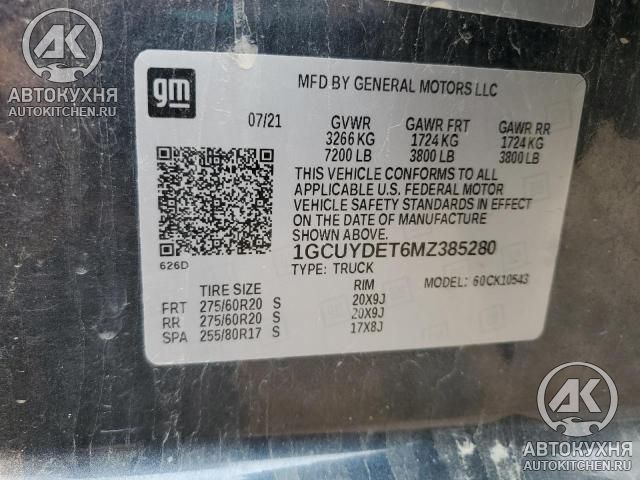 AK
АВТОКУХНЯ
AUTOKITCHEN.RU
gm
MFD BY GENERAL MOTORS LLC
07/21 GVWR GAWR FRT GAWR RR
3266 KG 1724 KG 1724 KG
7200 LB 3800 LB 3800 LB
THIS VEHICLE CONFORMS TO ALL
APPLICABLE U.S. FEDERAL MOTOR
VEHICLE SAFETY STANDARDS IN EFFECT
ON THE DATE OF MANUFACTURE
SHOWN ABOVE.
626D
1GCUYDET6MZ385280
TYPE: TRUCK MODEL: 60CK10543
TIRE SIZE RIM
FRT 275/60R20 S 20X9J
RR 275/60R20 S 20X9J
SPA 255/80R17 S 17X8J
AK
АВТОКУХНЯ
AUTOKITCHEN.RU